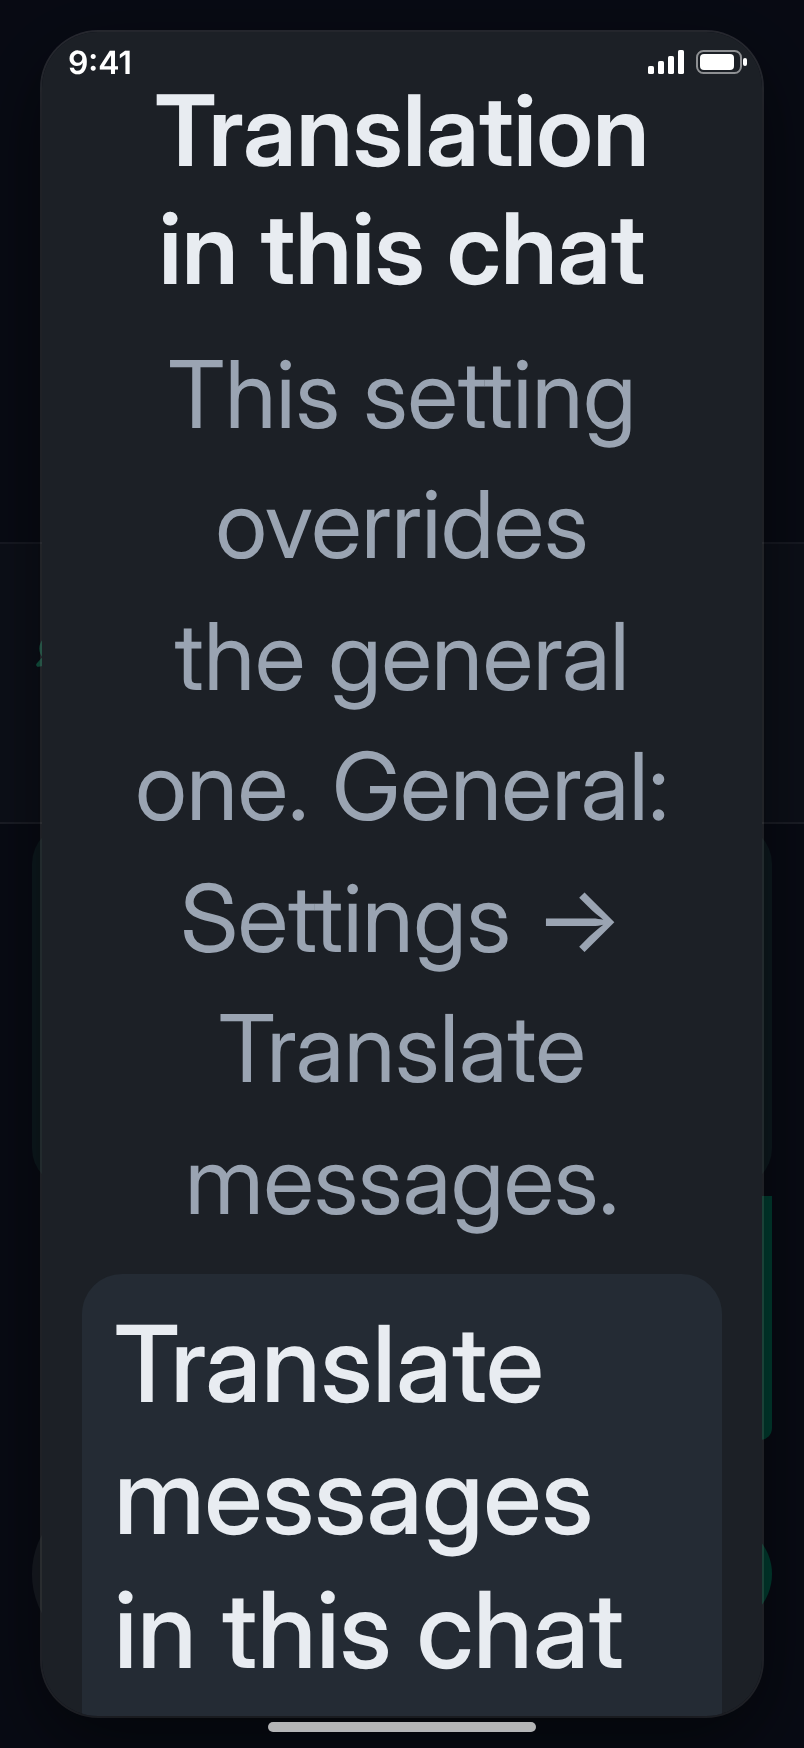 9:41
Translation
in this chat
This setting
overrides
the general
one. General:
Settings →
Translate
messages.
Translate
messages
in this chat